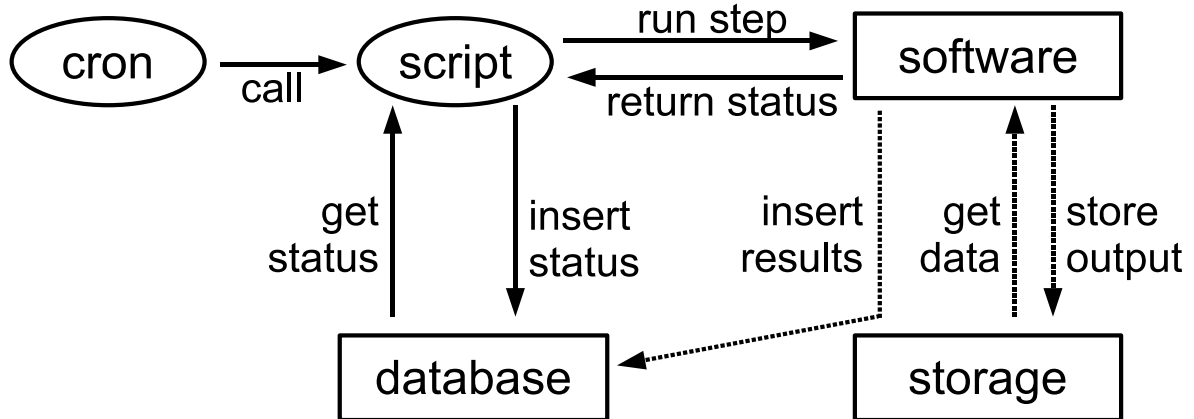 run step
cron
script
software
call
return status
get
status
insert
status
insert
results
get
data
store
output
database
storage